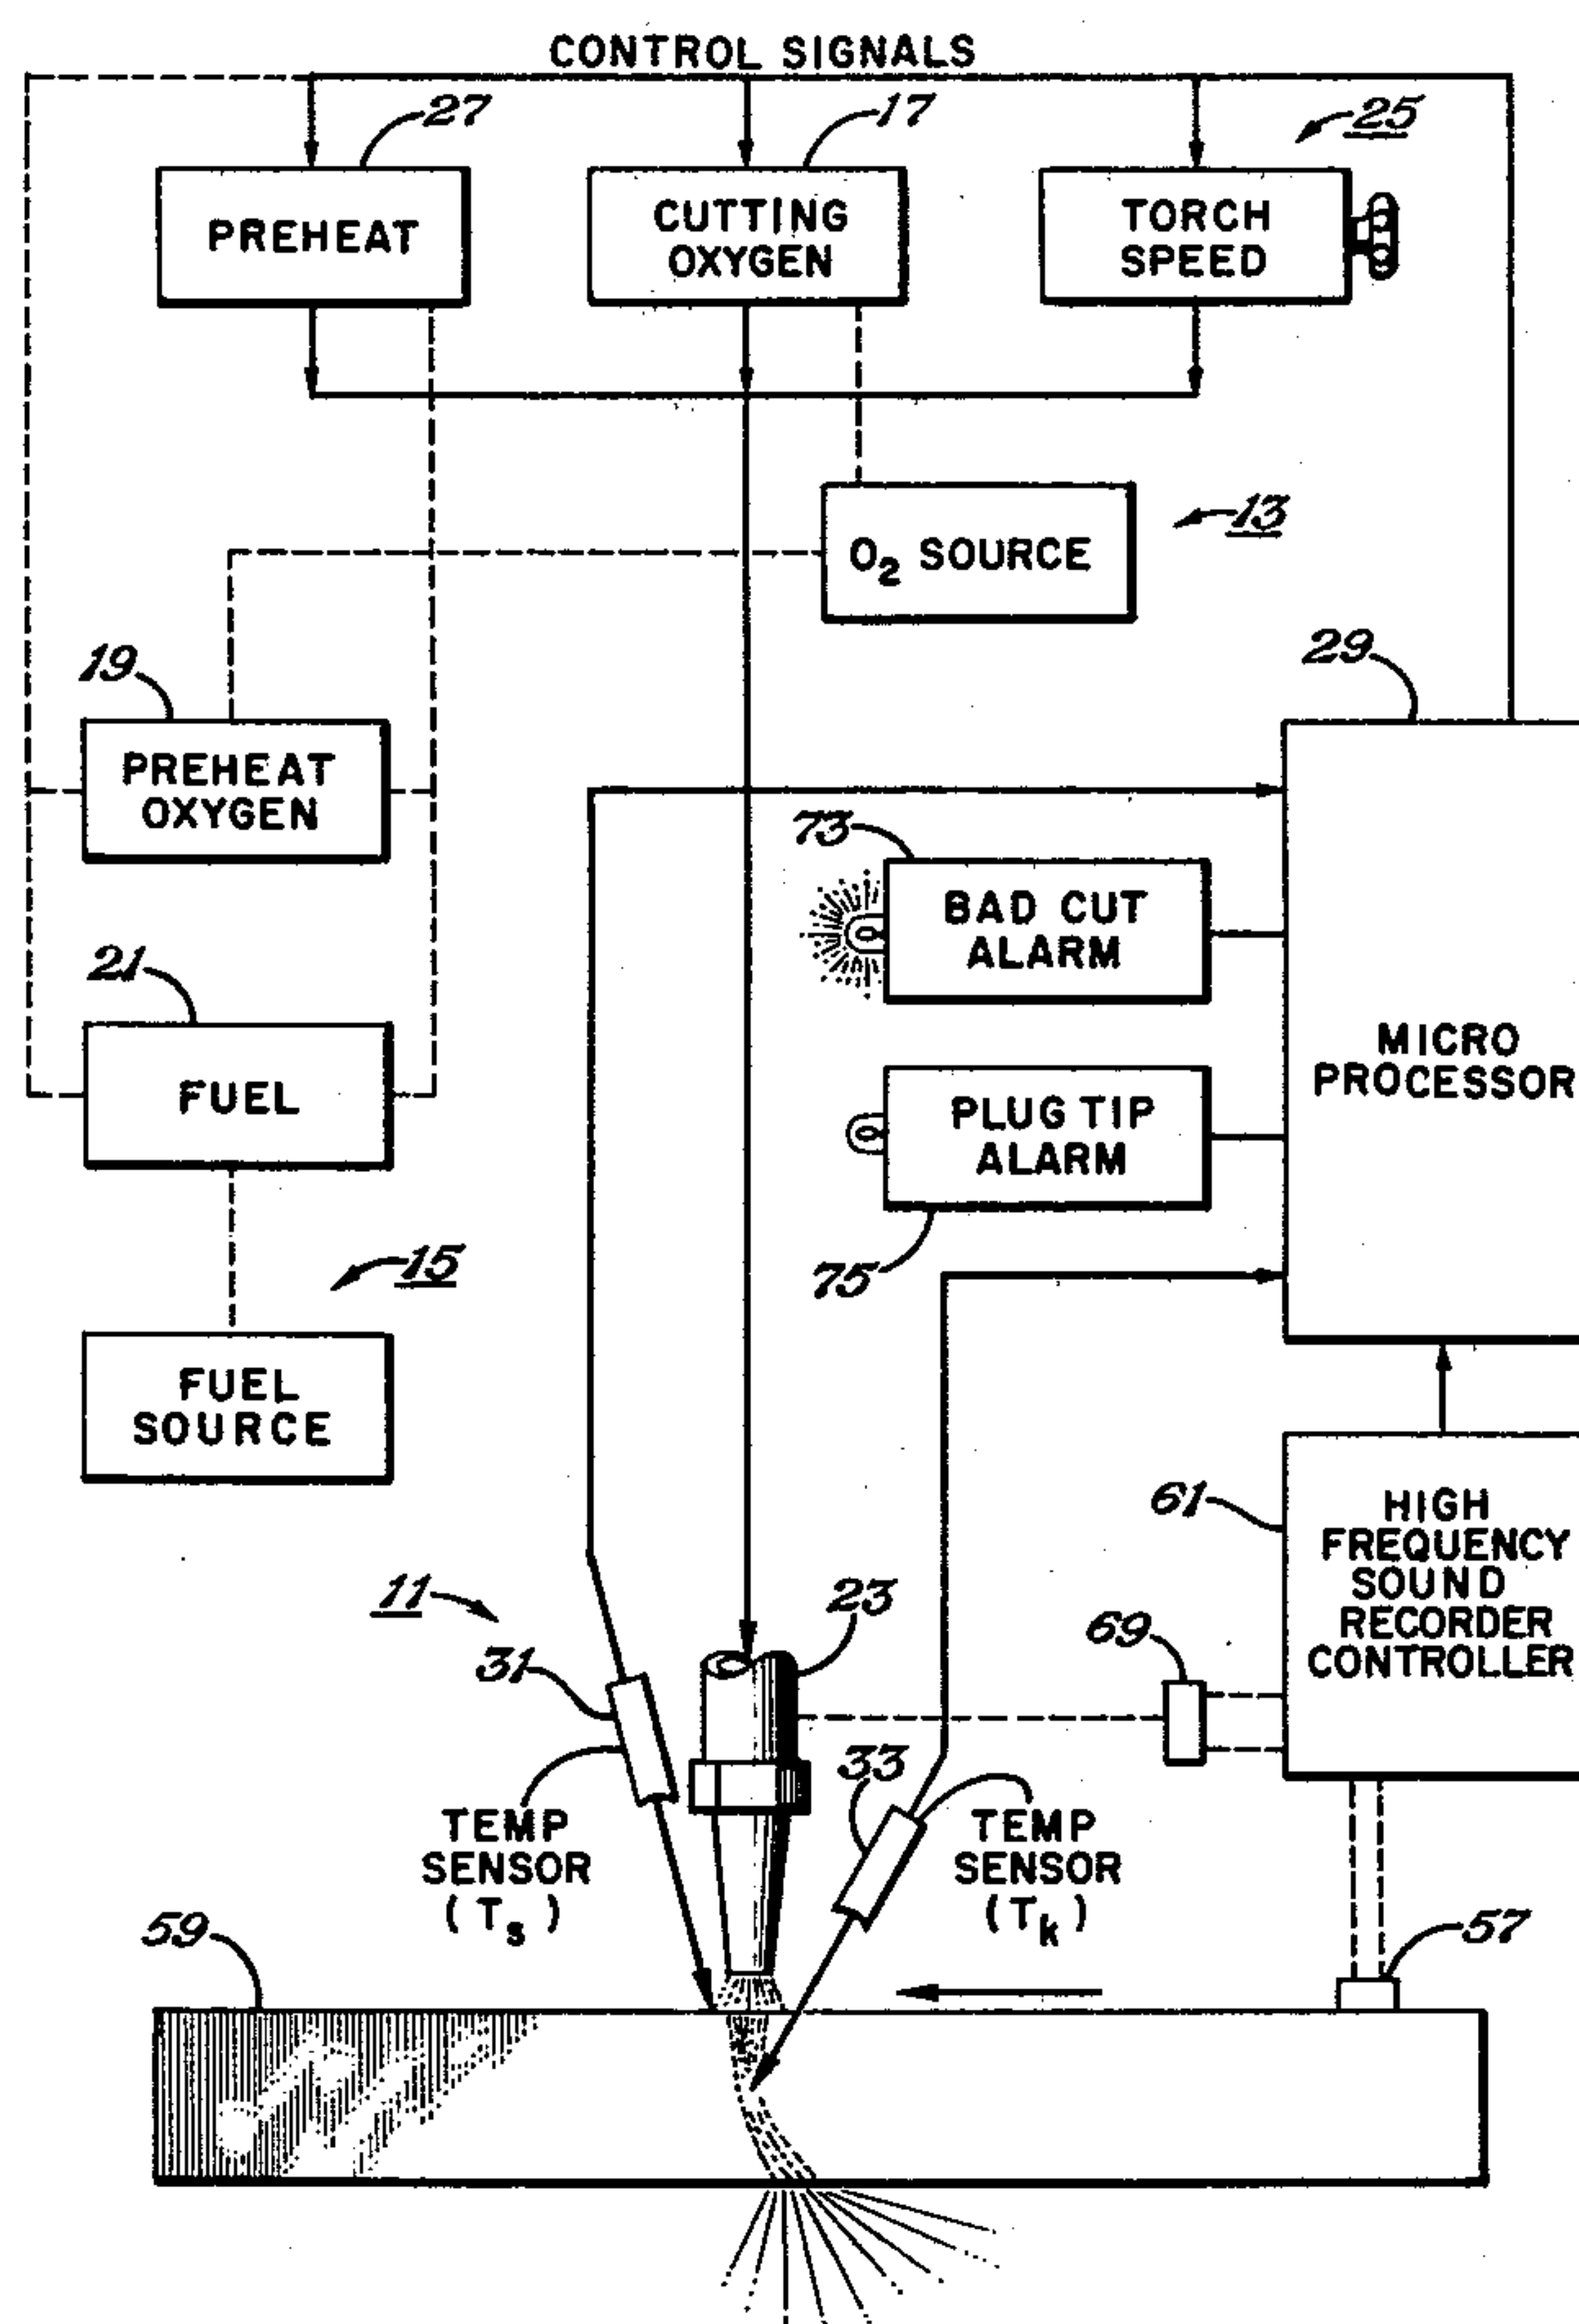 CONTROL SIGNALS
27
17
25
PREHEAT
CUTTING
OXYGEN
TORCH
SPEED
13
O₂ SOURCE
19
29
PREHEAT
OXYGEN
73
BAD CUT
ALARM
21
MICRO
PROCESSOR
FUEL
PLUG TIP
ALARM
15
75
FUEL
SOURCE
61
HIGH
FREQUENCY
SOUND
RECORDER
CONTROLLER
11
23
69
31
33
TEMP
SENSOR
(Tₛ)
TEMP
SENSOR
(Tₖ)
59
57